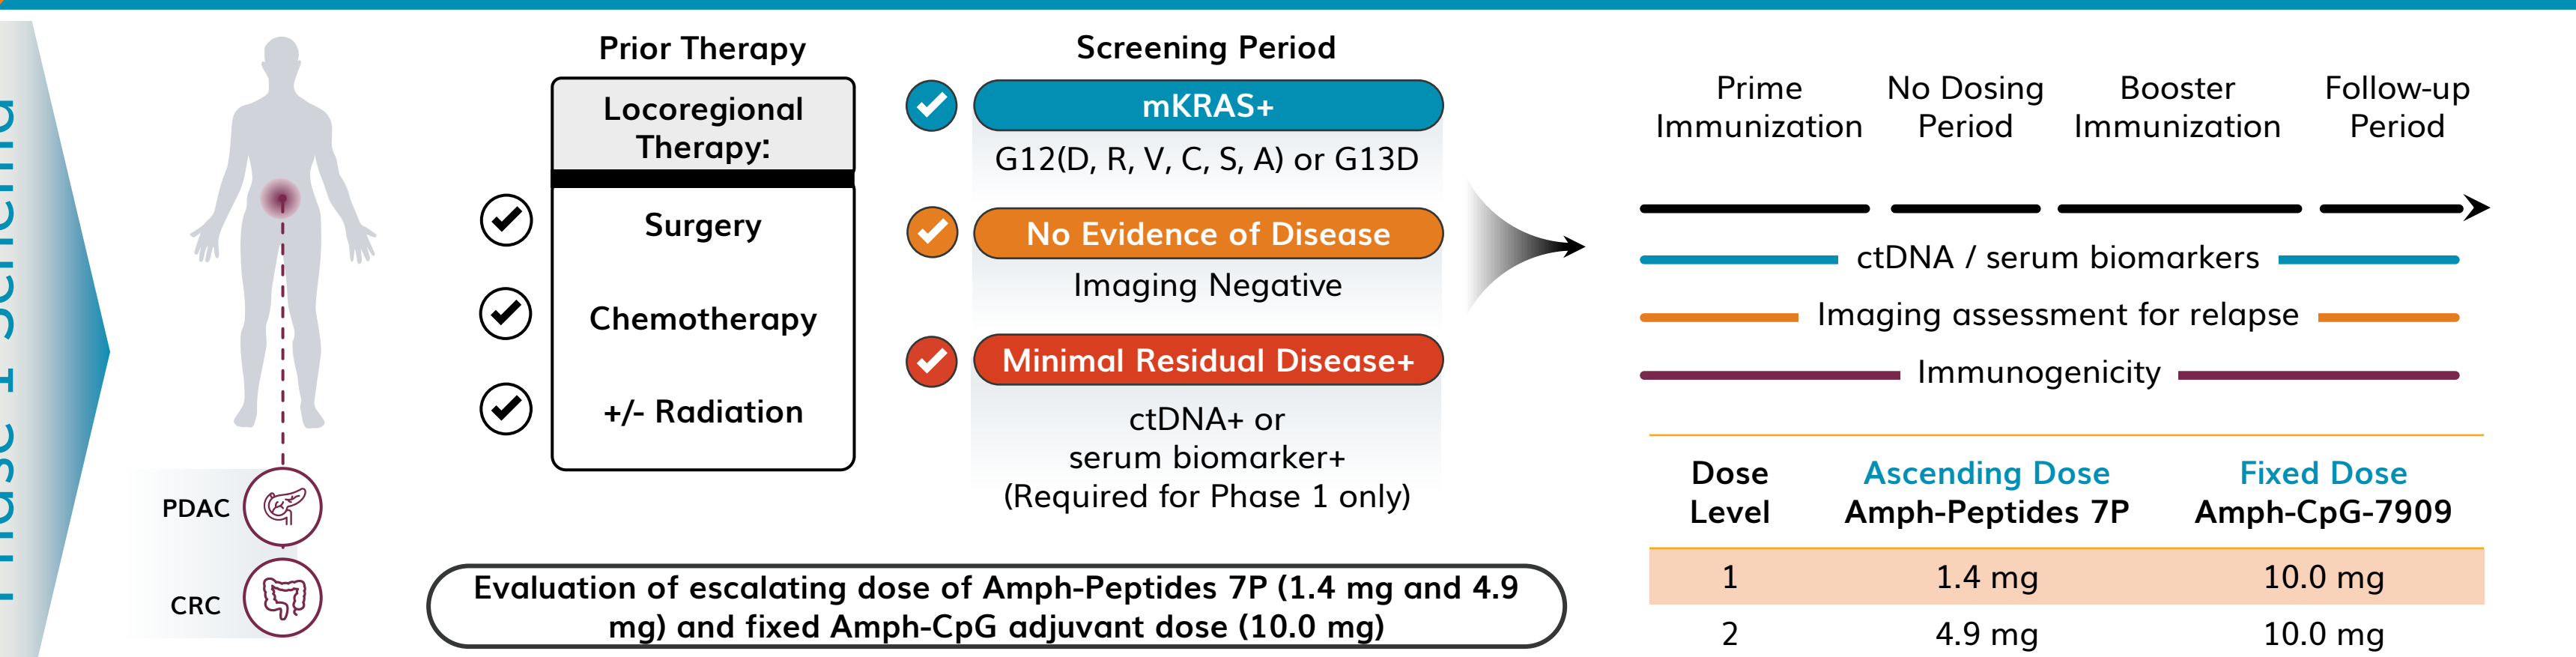 Phase 1 Schema
PDAC
CRC
Prior Therapy
Locoregional
Therapy:
Surgery
Chemotherapy
+/- Radiation
Screening Period
mKRAS+
G12(D, R, V, C, S, A) or G13D
No Evidence of Disease
Imaging Negative
Minimal Residual Disease+
ctDNA+ or
serum biomarker+
(Required for Phase 1 only)
Evaluation of escalating dose of Amph-Peptides 7P (1.4 mg and 4.9
mg) and fixed Amph-CpG adjuvant dose (10.0 mg)
Prime
Immunization
No Dosing
Period
Booster
Immunization
Follow-up
Period
ctDNA / serum biomarkers
Imaging assessment for relapse
Immunogenicity
Dose
Level
Ascending Dose
Amph-Peptides 7P
Fixed Dose
Amph-CpG-7909
1 1.4 mg 10.0 mg
2 4.9 mg 10.0 mg